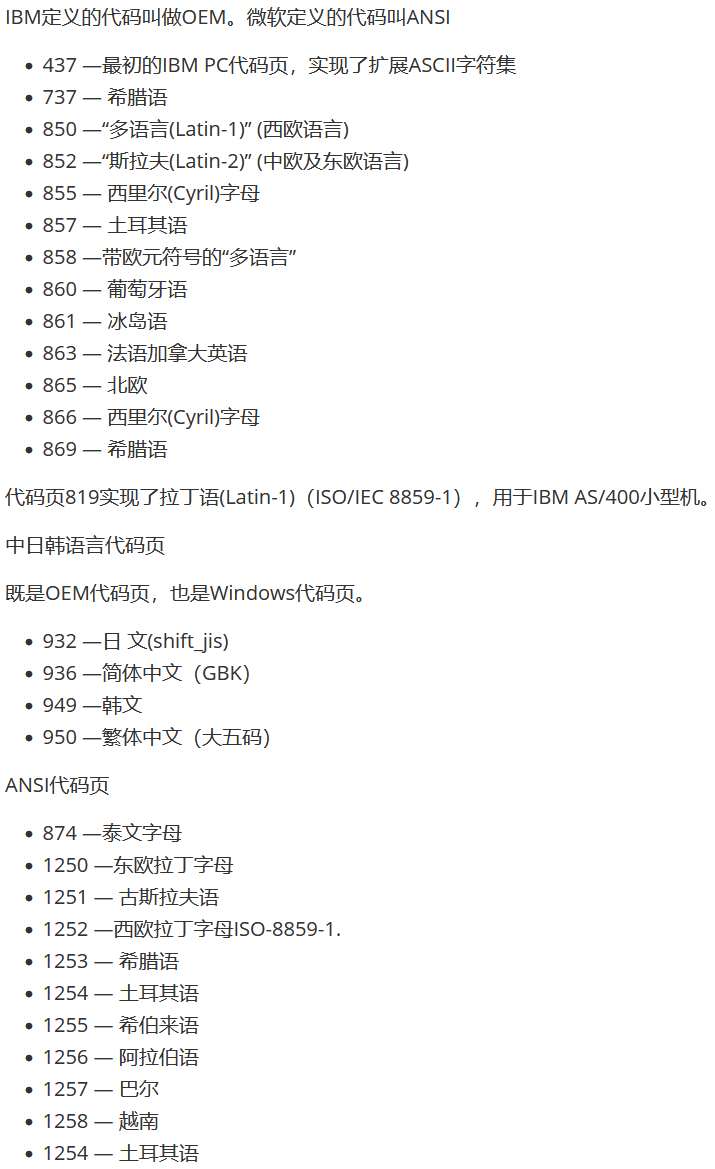 IBM定义的代码叫做OEM。微软定义的代码叫ANSI
• 437 —最初的IBM PC代码页，实现了扩展ASCII字符集
• 737 — 希腊语
• 850 —“多语言(Latin-1)” (西欧语言)
• 852 —“斯拉夫(Latin-2)” (中欧及东欧语言)
• 855 — 西里尔(Cyril)字母
• 857 — 土耳其语
• 858 —带欧元符号的“多语言”
• 860 — 葡萄牙语
• 861 — 冰岛语
• 863 — 法语加拿大英语
• 865 — 北欧
• 866 — 西里尔(Cyril)字母
• 869 — 希腊语
代码页819实现了拉丁语(Latin-1)（ISO/IEC 8859-1），用于IBM AS/400小型机。
中日韩语言代码页
既是OEM代码页，也是Windows代码页。
• 932 —日 文(shift_jis)
• 936 —简体中文（GBK）
• 949 —韩文
• 950 —繁体中文（大五码）
ANSI代码页
• 874 —泰文字母
• 1250 —东欧拉丁字母
• 1251 — 古斯拉夫语
• 1252 —西欧拉丁字母ISO-8859-1.
• 1253 — 希腊语
• 1254 — 土耳其语
• 1255 — 希伯来语
• 1256 — 阿拉伯语
• 1257 — 巴尔
• 1258 — 越南
• 1254 — 土耳其语